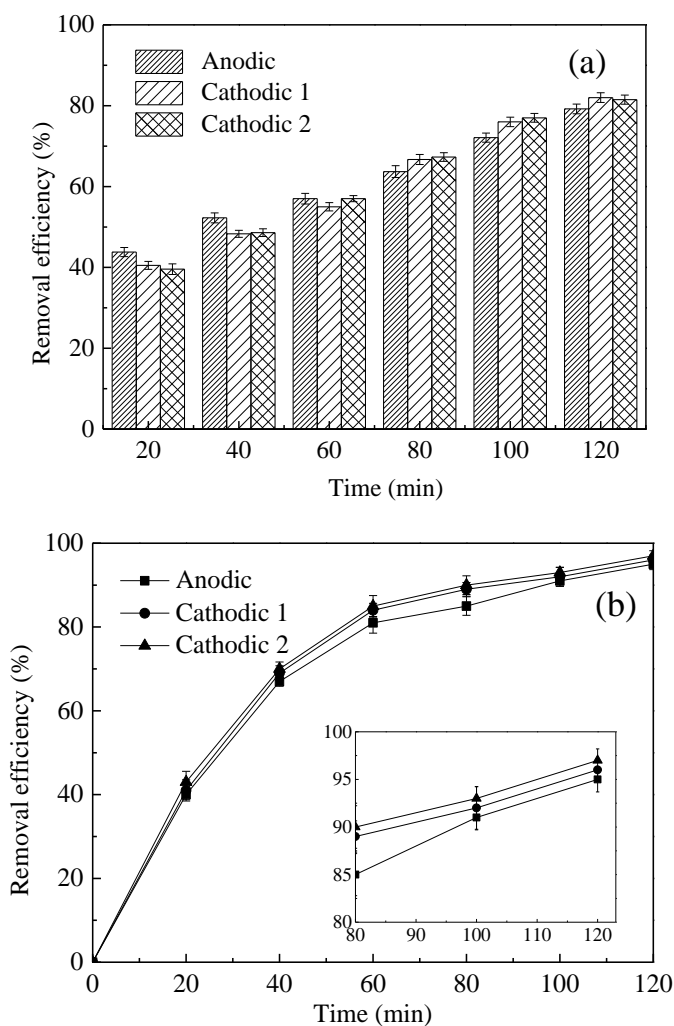 100
80
60
40
20
0
Removal efficiency (%)
Anodic
Cathodic 1
Cathodic 2
(a)
20 40 60 80 100 120
Time (min)
100
80
60
40
20
0
Removal efficiency (%)
Anodic
Cathodic 1
Cathodic 2
(b)
100
95
90
85
80
80 90 100 110 120
0 20 40 60 80 100 120
Time (min)